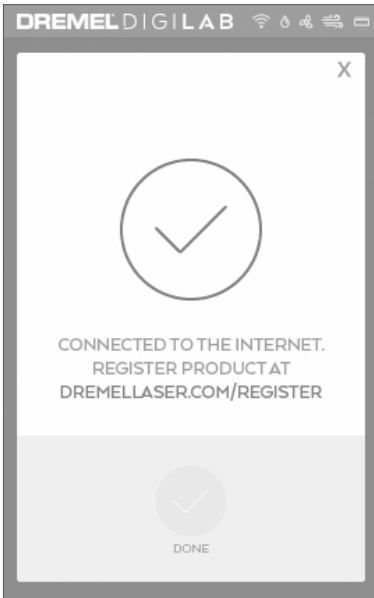 DREMEL DIGILAB
X
CONNECTED TO THE INTERNET.
REGISTER PRODUCT AT
DREMELLASER.COM/REGISTER
DONE